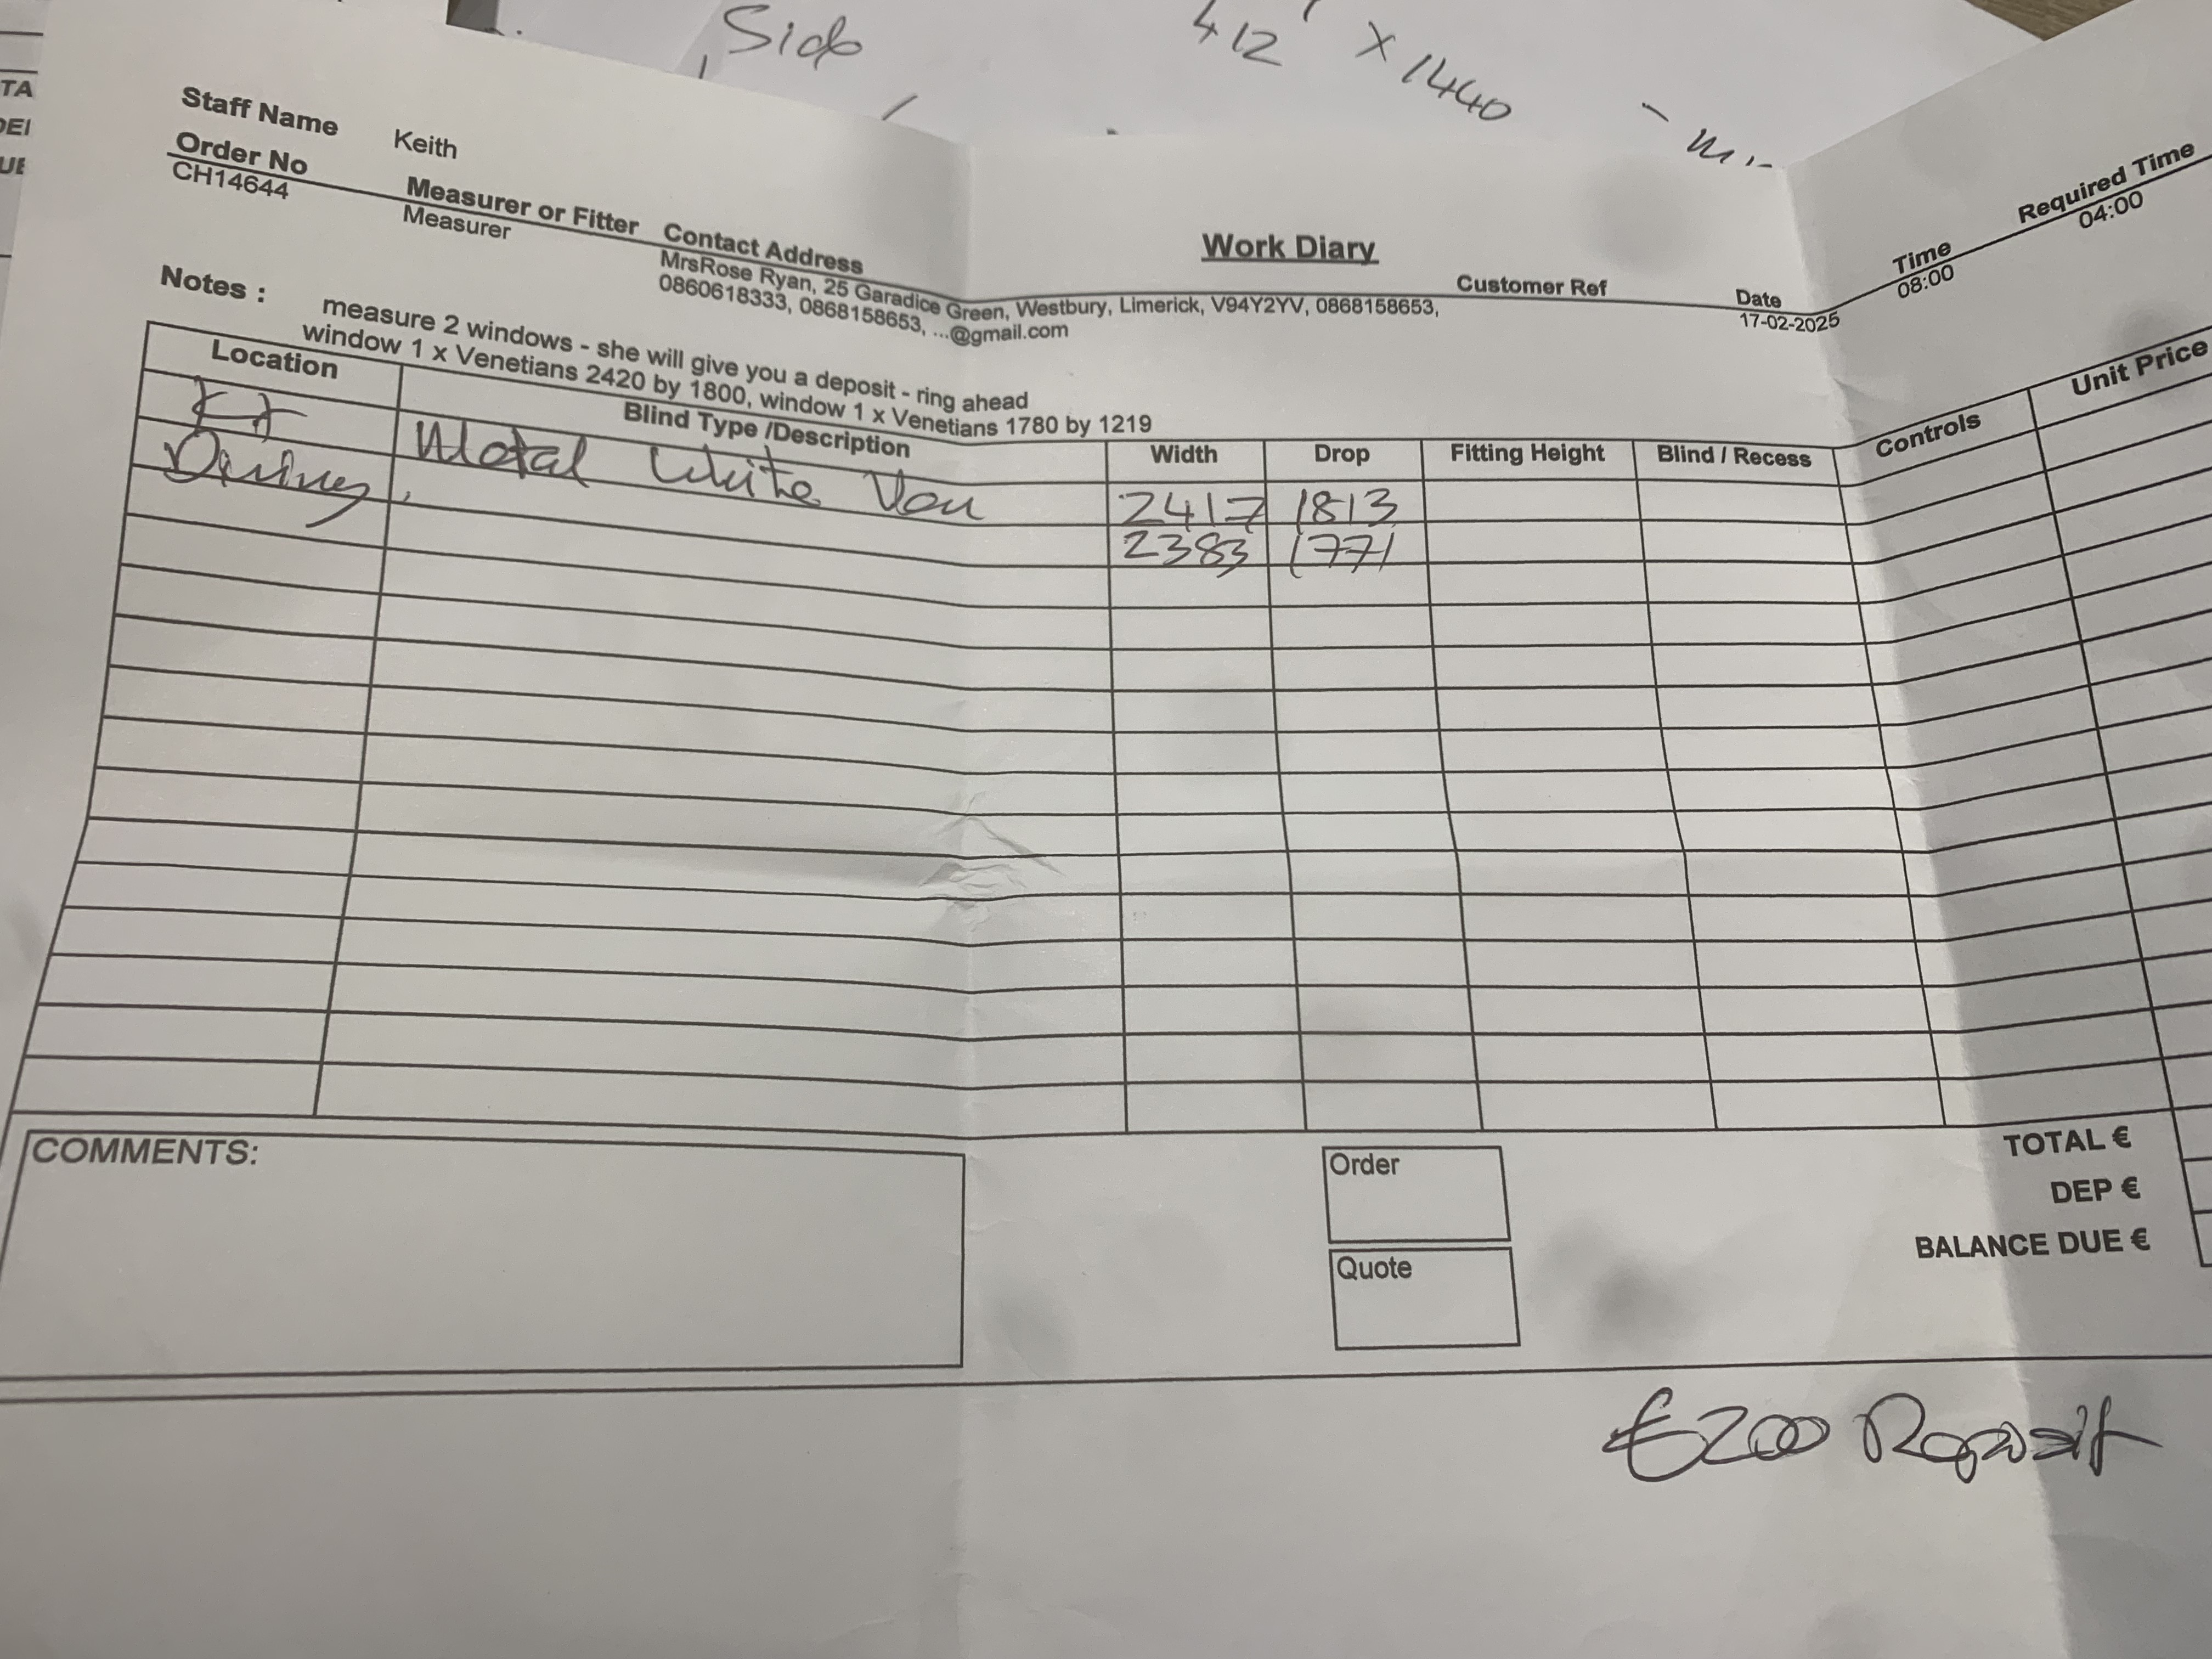 Side 412 x 1440
TA
DEI
UE
Staff Name Keith
Work Diary
Order No Measurer or Fitter Contact Address Customer Ref Date Time Required Time
CH14644 Measurer MrsRose Ryan, 25 Garadice Green, Westbury, Limerick, V94Y2YV, 0868158653, 17-02-2025 08:00 04:00
0860618333, 0868158653, ...@gmail.com
Notes : measure 2 windows - she will give you a deposit - ring ahead
window 1 x Venetians 2420 by 1800, window 1 x Venetians 1780 by 1219
Location Blind Type /Description Width Drop Fitting Height Blind / Recess Controls Unit Price
Metal White Ven 2417 1813
Dining 2383 1771
COMMENTS:
Order
Quote
TOTAL €
DEP €
BALANCE DUE €
€200 Deposit